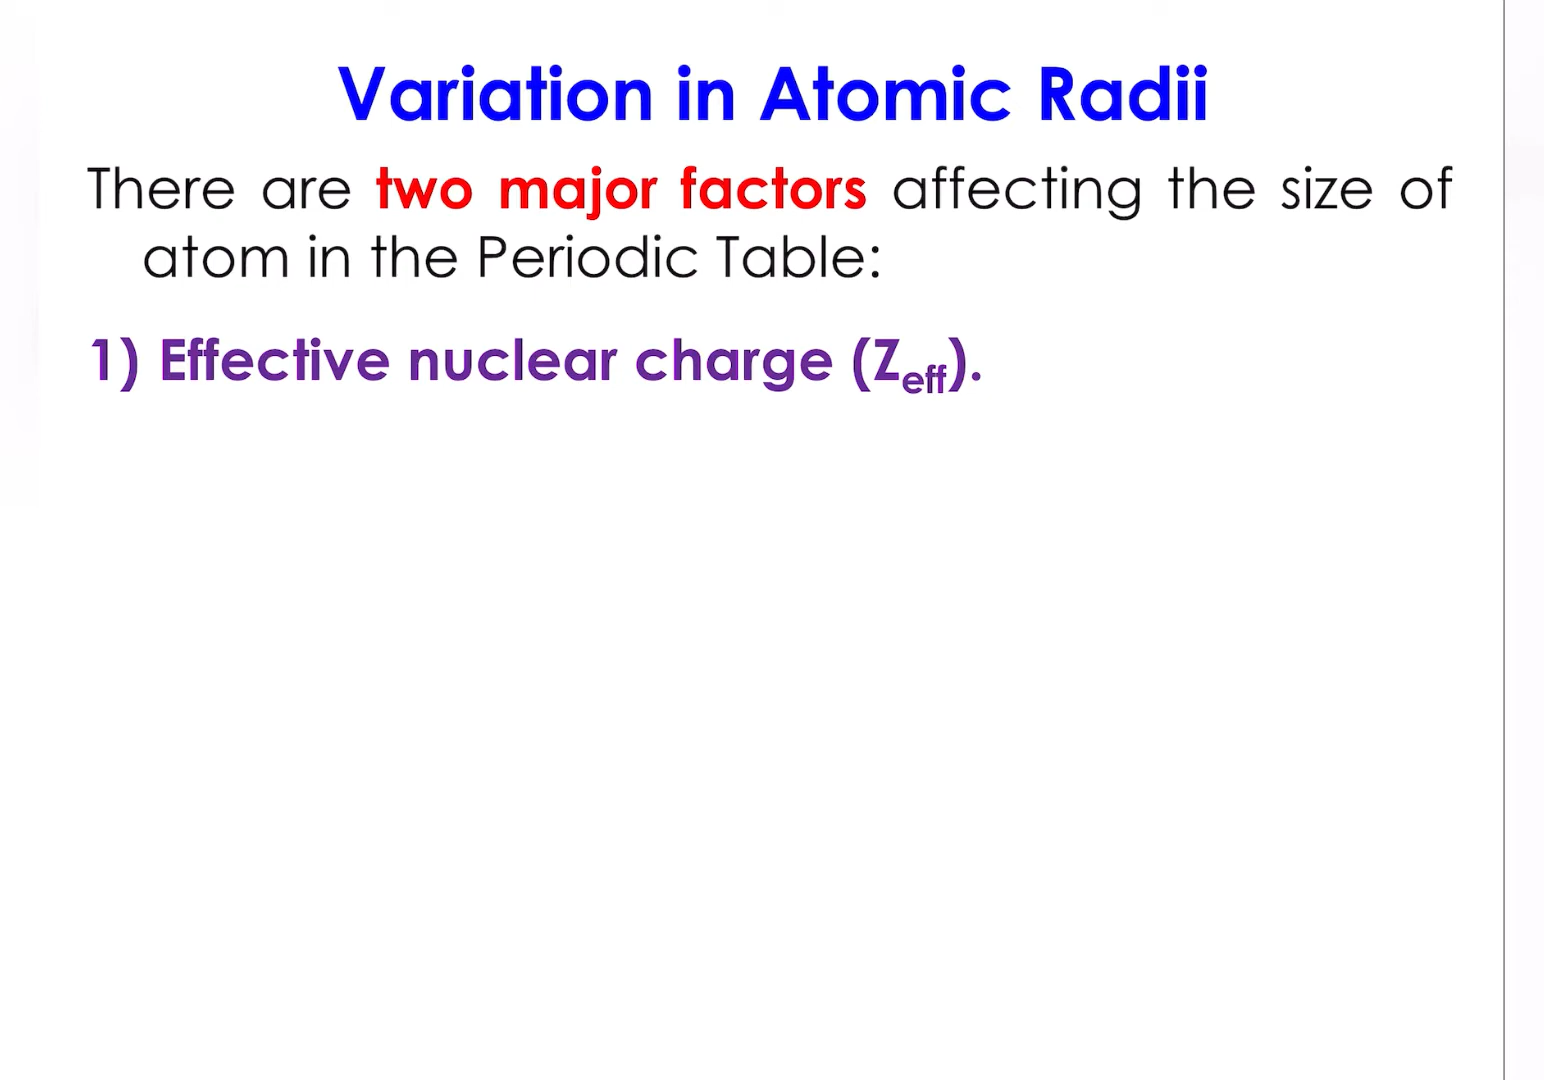 Variation in Atomic Radii
There are two major factors affecting the size of
atom in the Periodic Table:
1) Effective nuclear charge (Zeff).